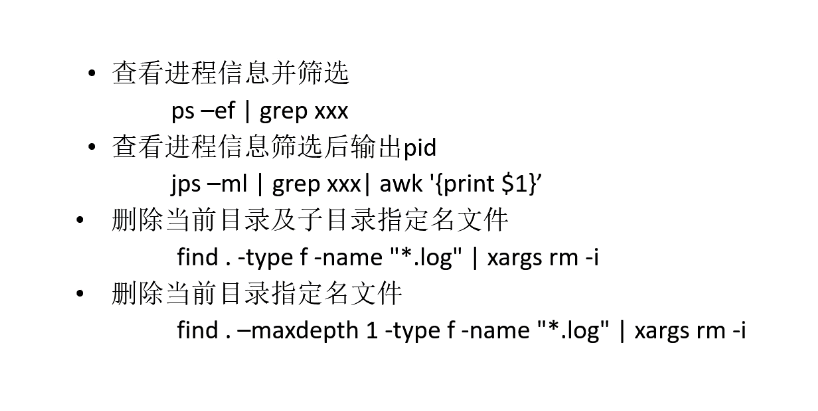 • 查看进程信息并筛选
ps –ef | grep xxx
• 查看进程信息筛选后输出pid
jps –ml | grep xxx| awk '{print $1}’
• 删除当前目录及子目录指定名文件
find . -type f -name "*.log" | xargs rm -i
• 删除当前目录指定名文件
find . –maxdepth 1 -type f -name "*.log" | xargs rm -i